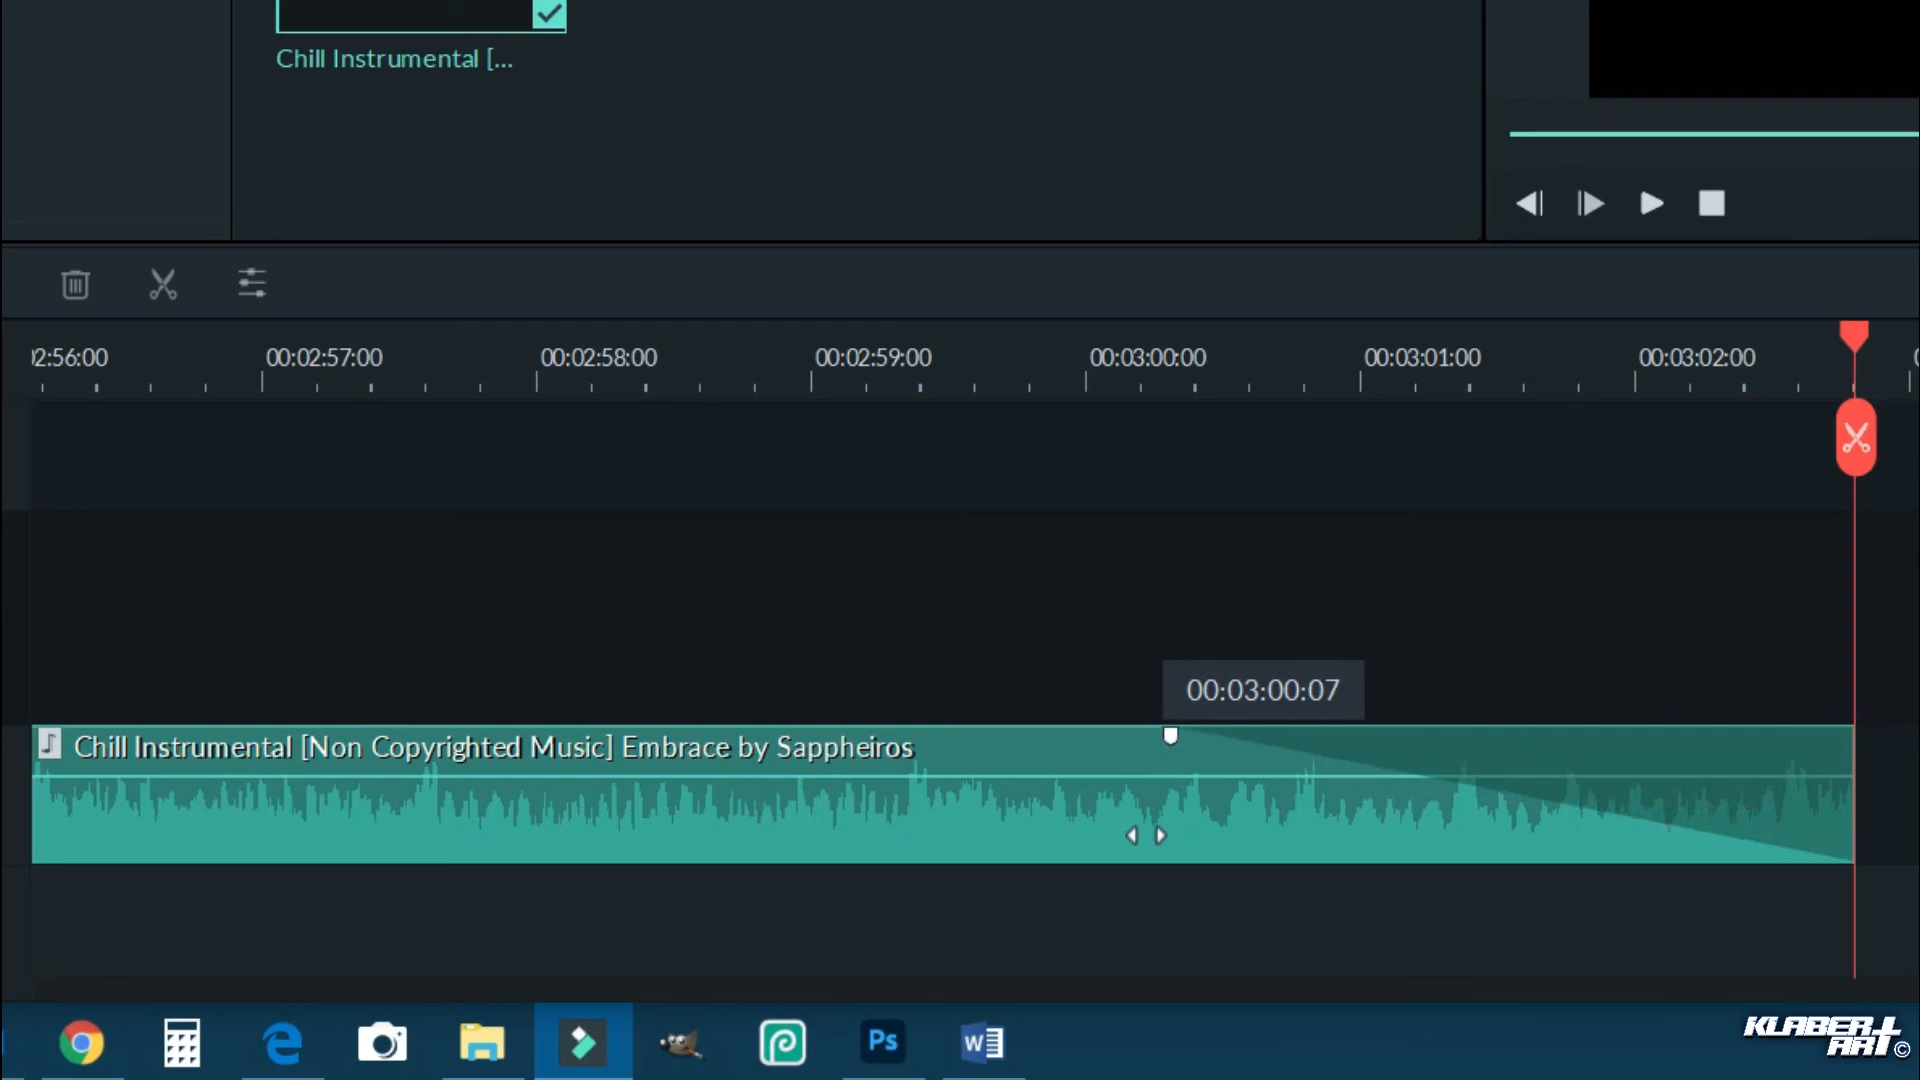 Chill Instrumental [...
2:56:00 00:02:57:00 00:02:58:00 00:02:59:00 00:03:00:00 00:03:01:00 00:03:02:00
00:03:00:07
Chill Instrumental [Non Copyrighted Music] Embrace by Sappheiros
Ps
W
KLABER
ART©